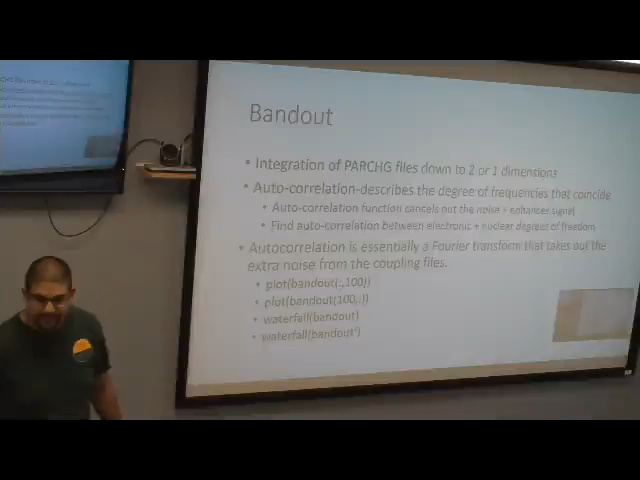 Bandout
• Integration of PARCHG files down to 2 or 1 dimensions
• Auto-correlation-describes the degree of frequencies that coincide
• Auto-correlation function cancels out the noise + enhances signal
• Find auto-correlation between electronic + nuclear degrees of freedom
• Autocorrelation is essentially a Fourier transform that takes out the
extra noise from the coupling files.
• plot(bandout(:,100))
• plot(bandout(100,:))
• waterfall(bandout)
• waterfall(bandout')